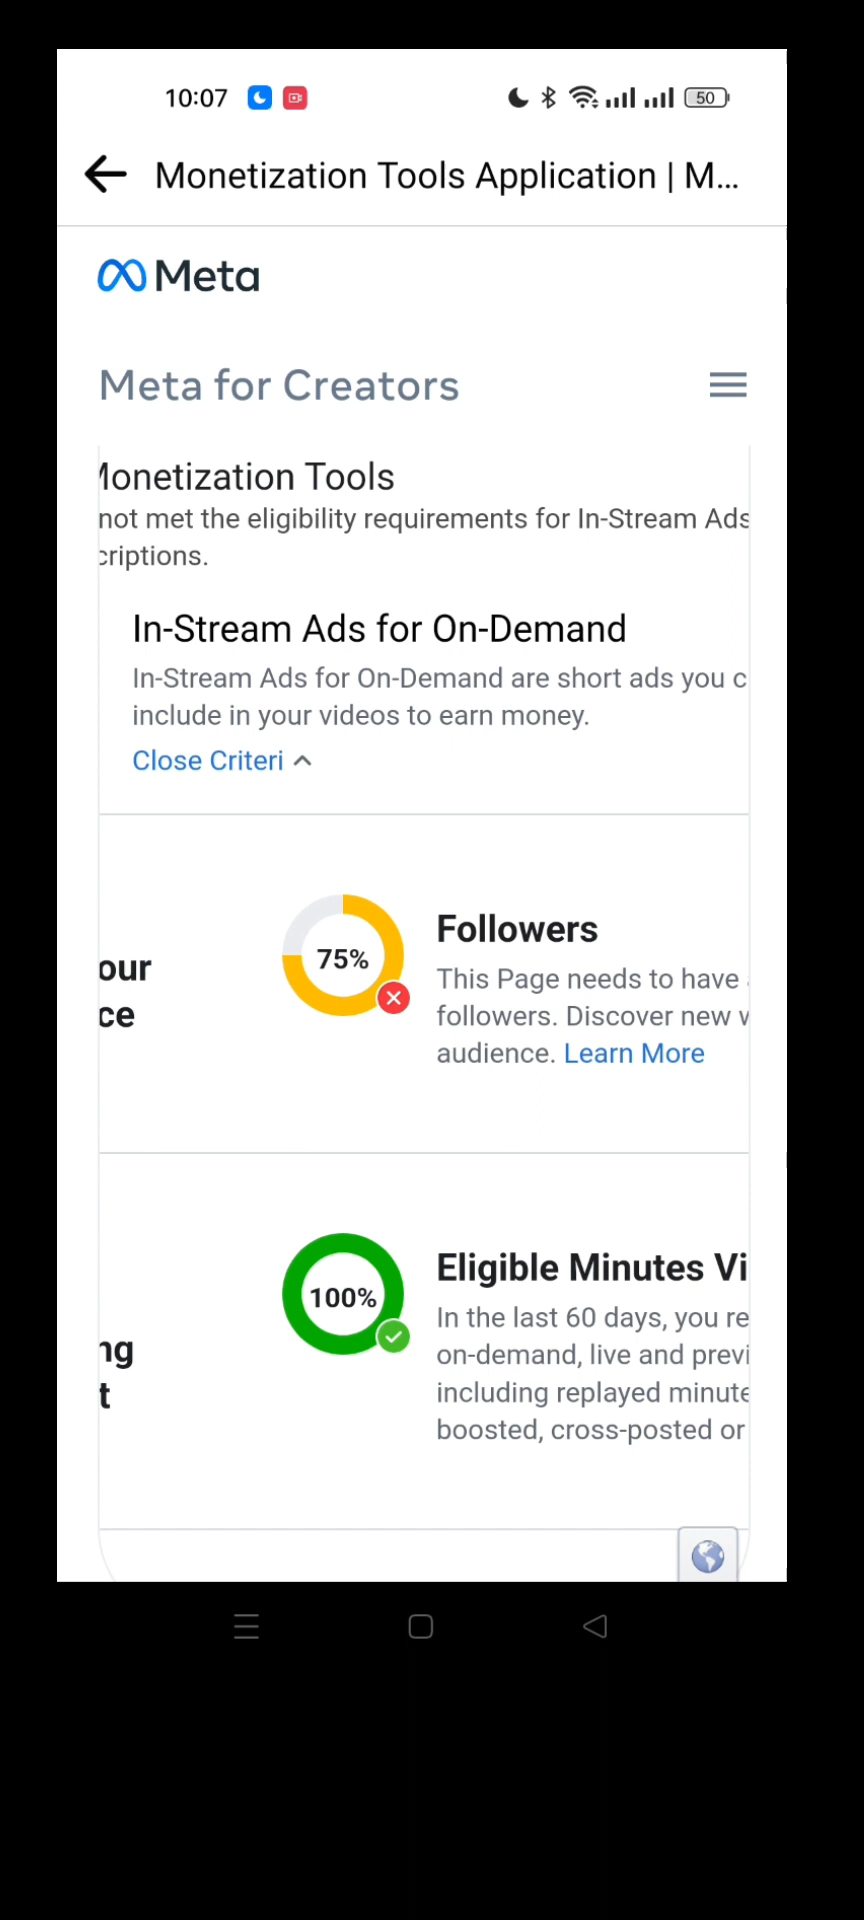 10:07
50
Monetization Tools Application | M...
Meta
Meta for Creators
Monetization Tools
not met the eligibility requirements for In-Stream Ads
criptions.
In-Stream Ads for On-Demand
In-Stream Ads for On-Demand are short ads you c
include in your videos to earn money.
Close Criteri
our
ce
75%
Followers
This Page needs to have
followers. Discover new
audience. Learn More
100%
Eligible Minutes Vi
In the last 60 days, you re
on-demand, live and previ
including replayed minute
boosted, cross-posted or
ng
t